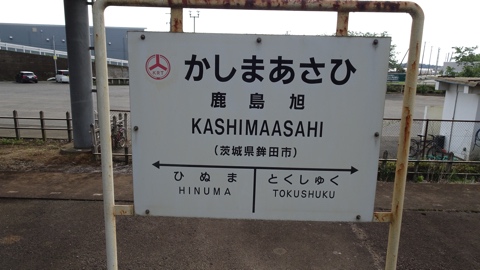 KRT
かしまあさひ
鹿島旭
KASHIMAASAHI
(茨城県鉾田市)
ひぬま とくしゅく
HINUMA TOKUSHUKU